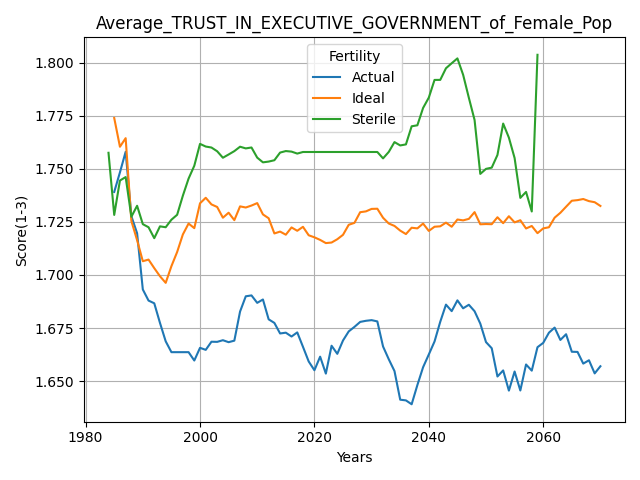 Average_TRUST_IN_EXECUTIVE_GOVERNMENT_of_Female_Pop
Fertility
Actual
Ideal
Sterile
Score(1-3)
1.800
1.775
1.750
1.725
1.700
1.675
1.650
1980
2000
2020
2040
2060
Years